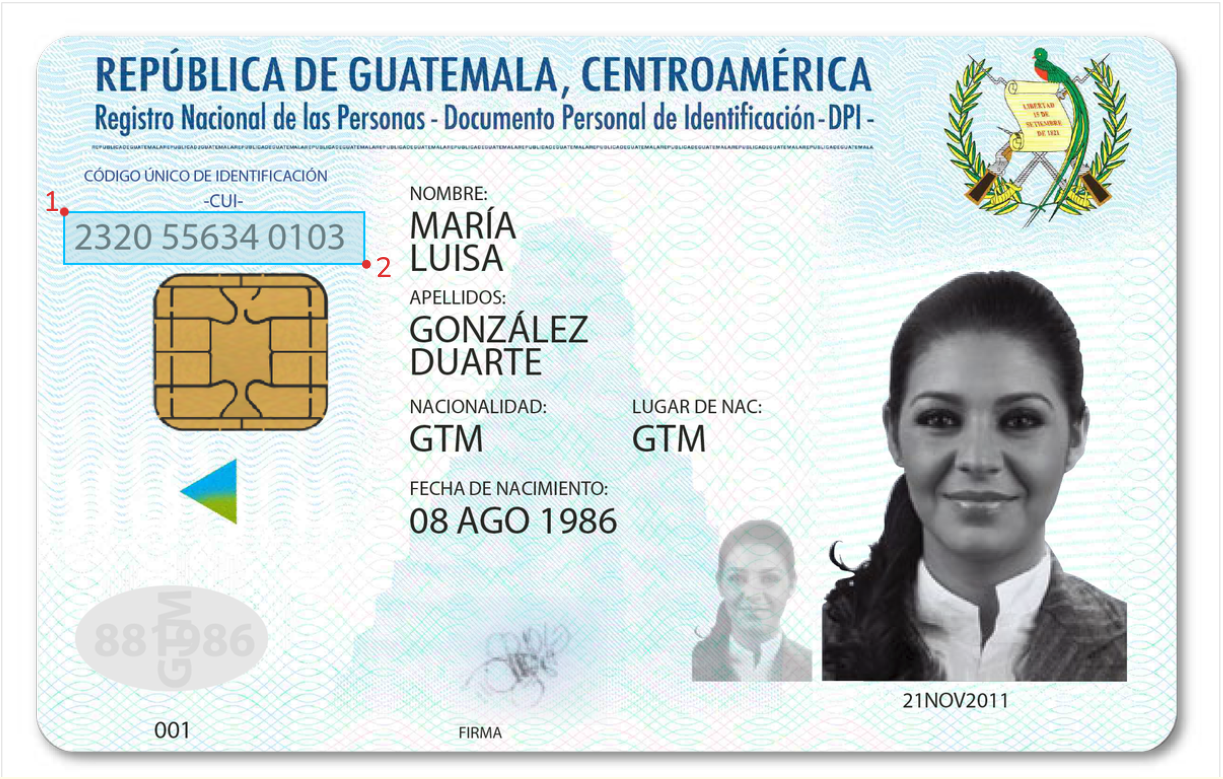 REPÚBLICA DE GUATEMALA, CENTROAMÉRICA
Registro Nacional de las Personas - Documento Personal de Identificación - DPI -
CÓDIGO ÚNICO DE IDENTIFICACIÓN
-CUI-
1
2320 55634 0103
2
NOMBRE:
MARÍA
LUISA
APELLIDOS:
GONZÁLEZ
DUARTE
NACIONALIDAD:
GTM
LUGAR DE NAC:
GTM
FECHA DE NACIMIENTO:
08 AGO 1986
LIBERTAD
15 DE
SETIEMBRE
DE 1821
GTM
21NOV2011
001
FIRMA